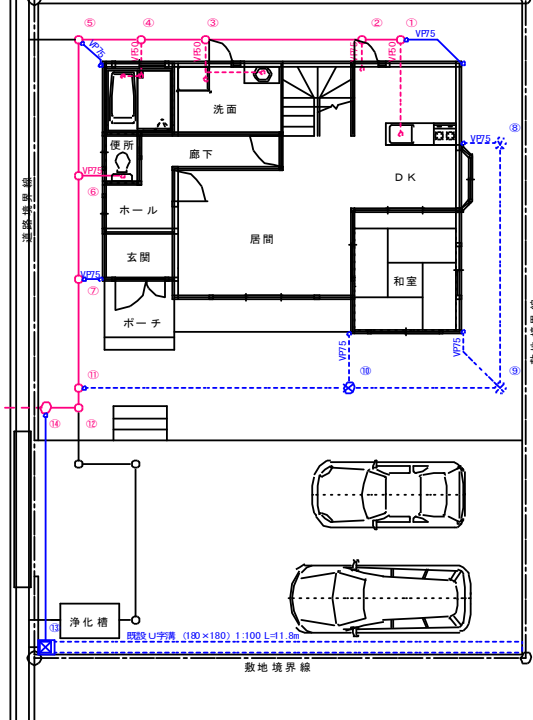 ⑤
④
③
②
①
VP75
VP50
VP50
VP75
VP50
VP75
洗面
⑧
VP75
便所
廊下
DK
VP75
⑥
ホール
道路境界線
居間
玄関
和室
VP75
⑦
ポーチ
VP75
VP75
⑪
⑩
⑨
⑭
⑫
浄化槽
⑬
既設U字溝 (180×180) 1:100 L=11.8m
敷地境界線